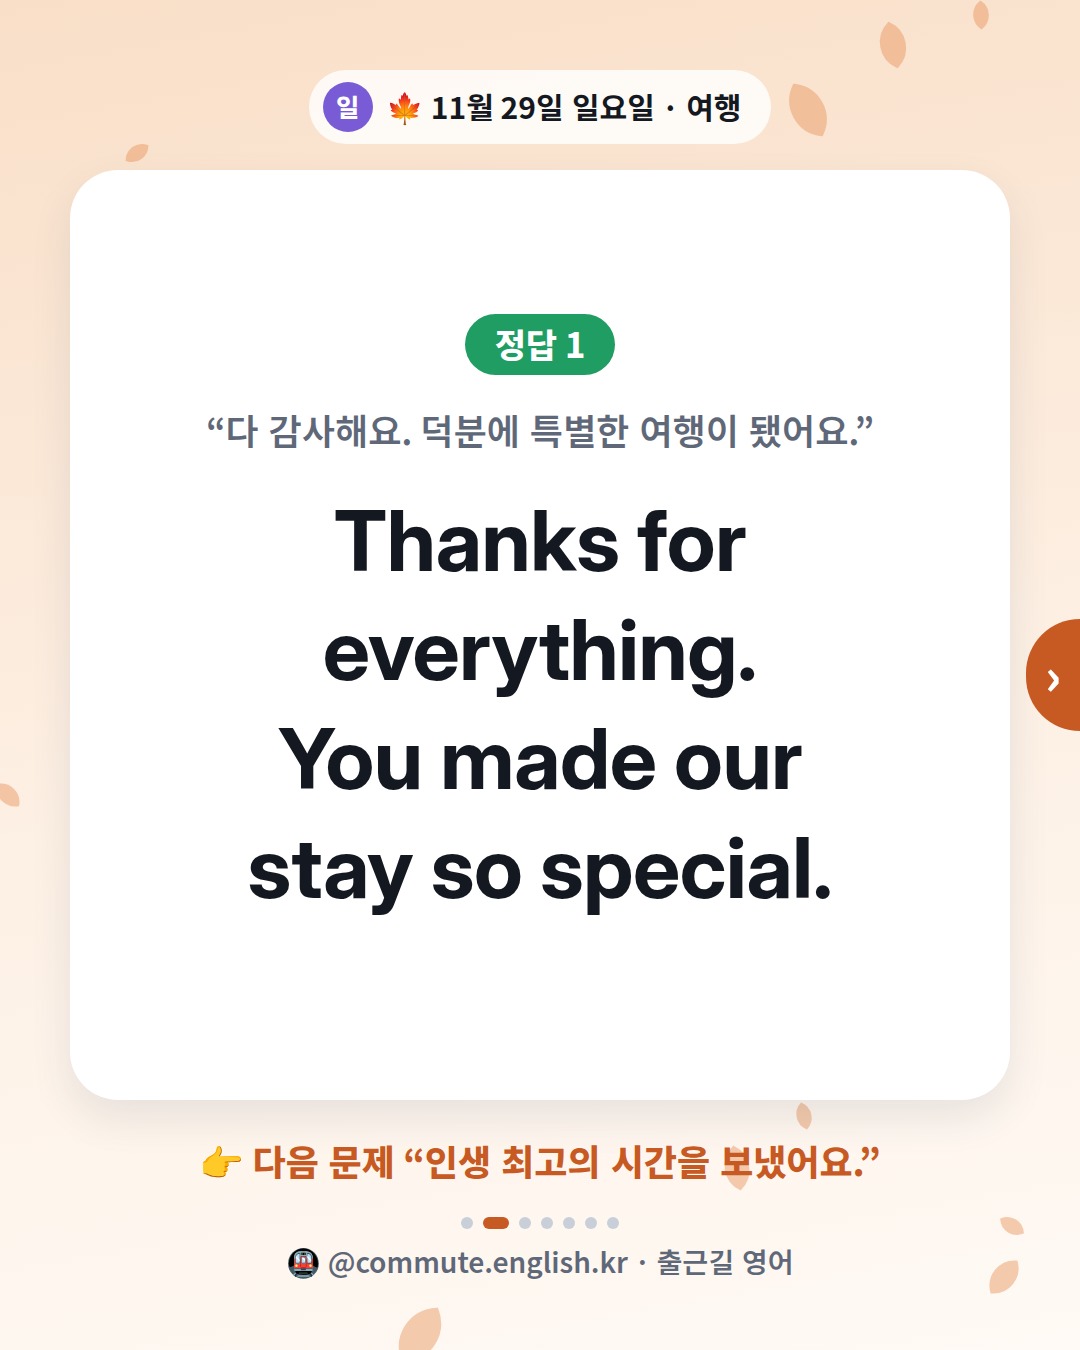 일 🍁 11월 29일 일요일 · 여행
정답 1
“다 감사해요. 덕분에 특별한 여행이 됐어요.”
Thanks for
everything.
You made our
stay so special.
›
👉 다음 문제 “인생 최고의 시간을 보냈어요.”
🚇 @commute.english.kr · 출근길 영어